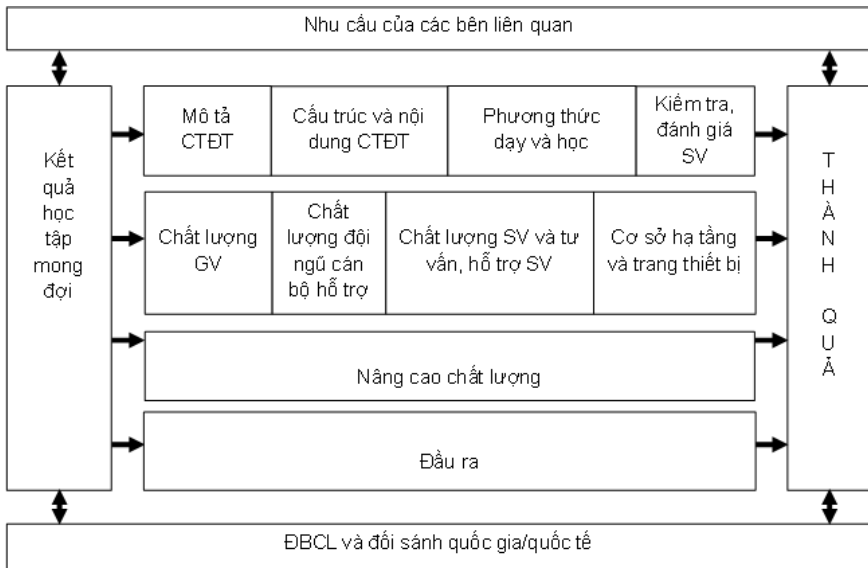 Nhu cầu của các bên liên quan
Kết
quả
học
tập
mong
đợi
Mô tả
CTĐT
Cấu trúc và nội
dung CTĐT
Phương thức
dạy và học
Kiểm tra,
đánh giá
SV
Chất lượng
GV
Chất
lượng đội
ngũ cán
bộ hỗ trợ
Chất lượng SV và tư
vấn, hỗ trợ SV
Cơ sở hạ tầng
và trang thiết bị
Nâng cao chất lượng
Đầu ra
T
H
À
N
H
Q
U
Ả
ĐBCL và đối sánh quốc gia/quốc tế